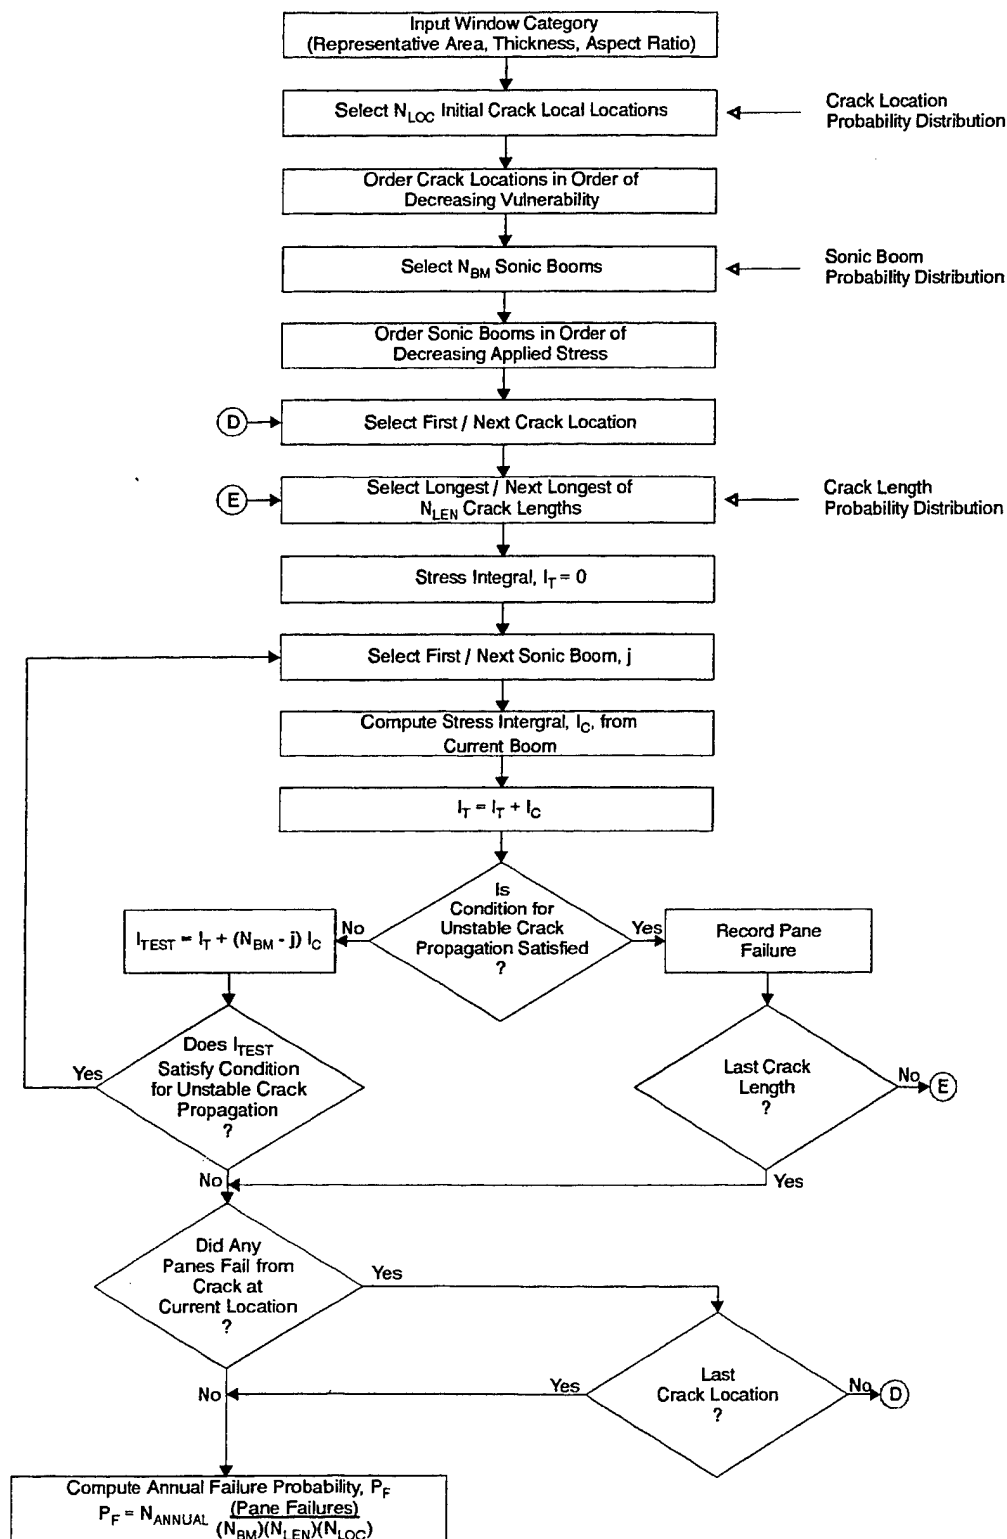 Input Window Category
(Representative Area, Thickness, Aspect Ratio)
Select N_LOC Initial Crack Local Locations
Crack Location
Probability Distribution
Order Crack Locations in Order of
Decreasing Vulnerability
Select N_BM Sonic Booms
Sonic Boom
Probability Distribution
Order Sonic Booms in Order of
Decreasing Applied Stress
D
Select First / Next Crack Location
E
Select Longest / Next Longest of
N_LEN Crack Lengths
Crack Length
Probability Distribution
Stress Integral, I_T = 0
Select First / Next Sonic Boom, j
Compute Stress Intergral, I_C, from
Current Boom
I_T = I_T + I_C
Is
Condition for
Unstable Crack
Propagation Satisfied
?
No
Yes
I_TEST = I_T + (N_BM - j) I_C
Record Pane
Failure
Does I_TEST
Satisfy Condition
for Unstable Crack
Propagation
?
Yes
No
Last Crack
Length
?
No
E
Yes
Did Any
Panes Fail from
Crack at
Current Location
?
Yes
No
Last
Crack Location
?
Yes
No
D
Compute Annual Failure Probability, P_F
P_F = N_ANNUAL (Pane Failures)
(N_BM)(N_LEN)(N_LOC)